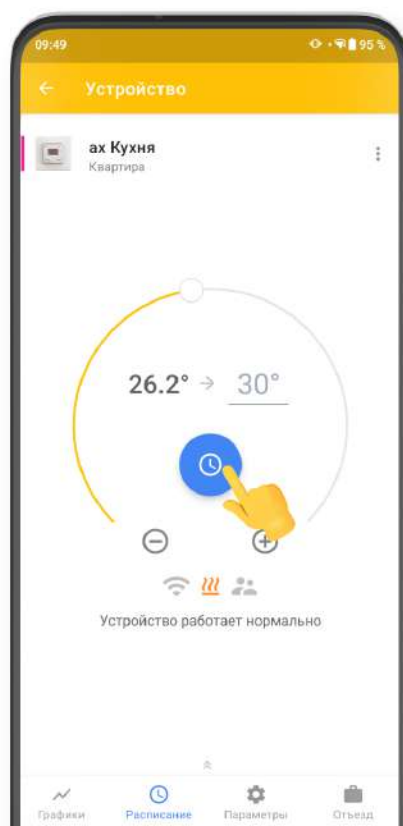 09:49
95 %
Устройство
ах Кухня
Квартира
26.2° → 30°
Устройство работает нормально
Графики
Расписание
Параметры
Отъезд